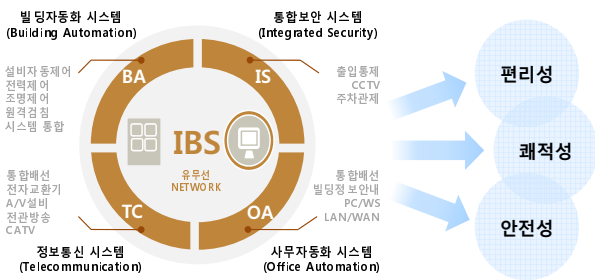 빌딩자동화 시스템
(Building Automation)
통합보안 시스템
(Integrated Security)
설비자동제어
전력제어
조명제어
원격검침
시스템 통합
BA
IS
출입통제
CCTV
주차관제
IBS
유무선
NETWORK
통합배선
전자교환기
A/V설비
전관방송
CATV
TC
OA
통합배선
빌딩정보안내
PC/WS
LAN/WAN
정보통신 시스템
(Telecommunication)
사무자동화 시스템
(Office Automation)
편리성
쾌적성
안전성